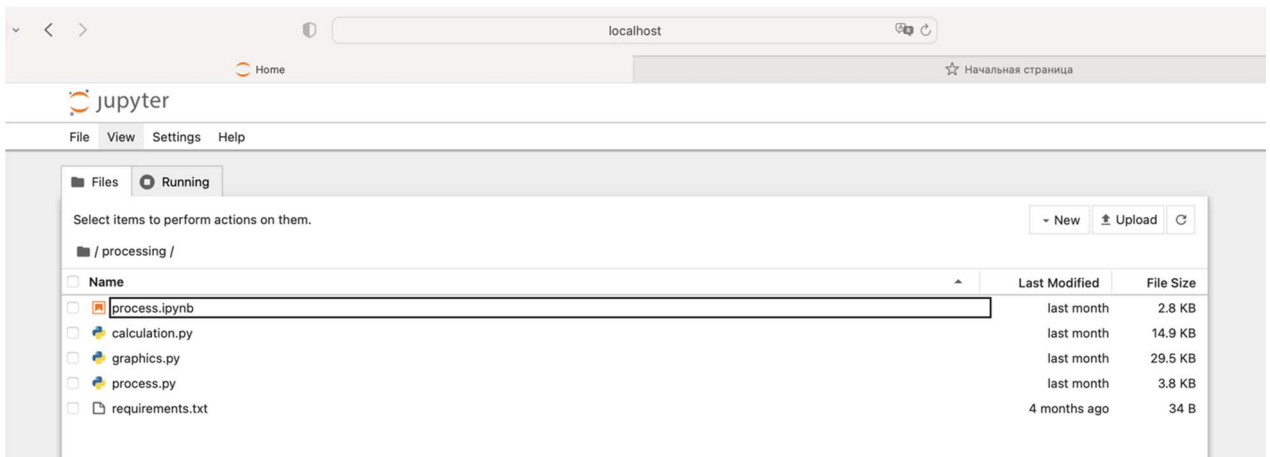 localhost
Home
Начальная страница
jupyter
File View Settings Help
Files Running
Select items to perform actions on them.
New Upload
/ processing /
Name Last Modified File Size
process.ipynb last month 2.8 KB
calculation.py last month 14.9 KB
graphics.py last month 29.5 KB
process.py last month 3.8 KB
requirements.txt 4 months ago 34 B